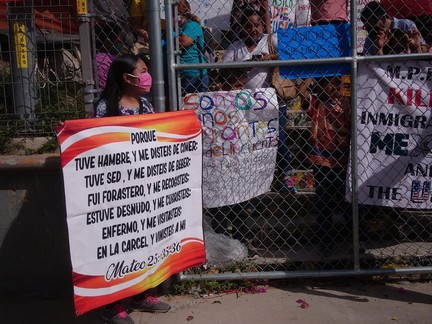 PORQUE
TUVE HAMBRE, Y ME DISTEIS DE COMER:
TUVE SED, Y ME DISTEIS DE BEBER:
FUI FORASTERO, Y ME RECOGISTEIS:
ESTUVE DESNUDO, Y ME CUBRISTEIS:
ENFERMO, Y ME VISITASTEIS:
EN LA CARCEL Y VINISTEIS A MI
Mateo 25:35-36
SOMOS
M.P.
KILL
IMMIGRA
ME
AND
THE